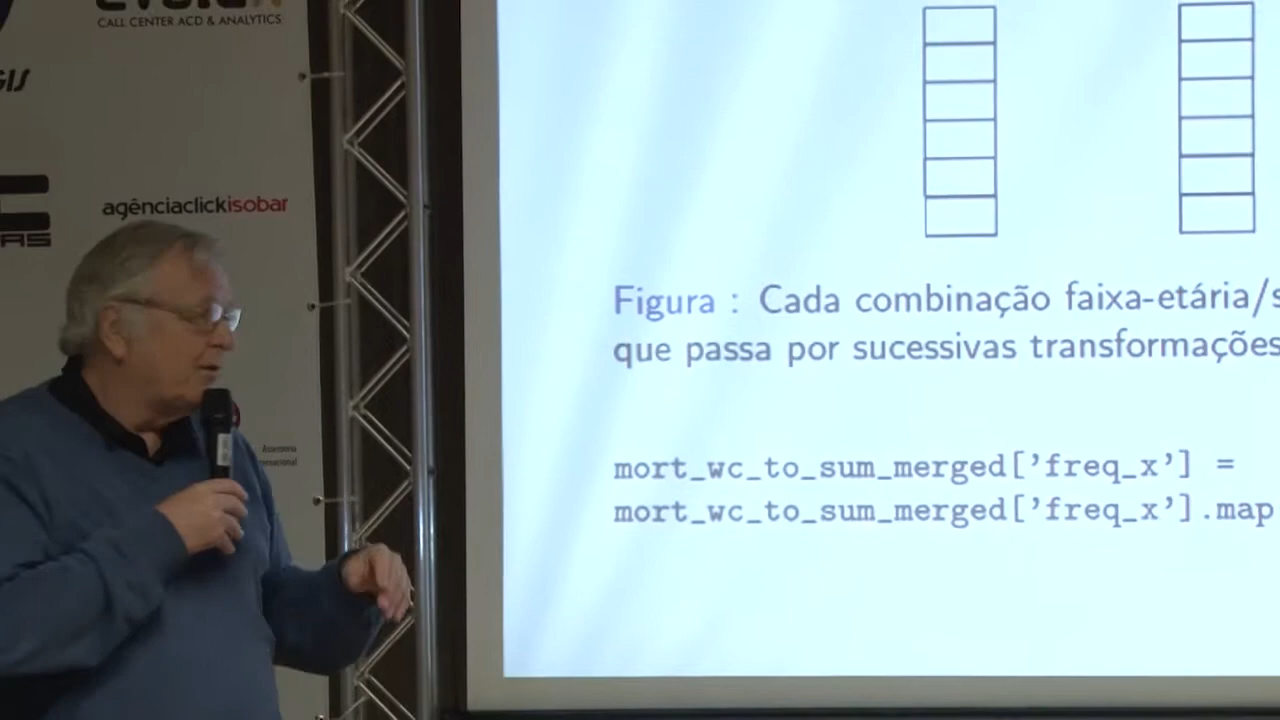 CALL CENTER ACD & ANALYTICS
GIS
agênciaclickisobar
Figura : Cada combinação faixa-etária/s
que passa por sucessivas transformações
mort_wc_to_sum_merged['freq_x'] =
mort_wc_to_sum_merged['freq_x'].map